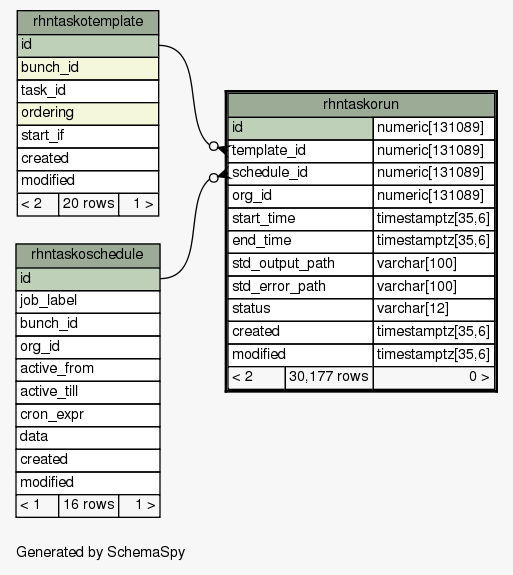 rhntaskotemplate
id
bunch_id
task_id
ordering
start_if
created
modified
< 2 20 rows 1 >
rhntaskoschedule
id
job_label
bunch_id
org_id
active_from
active_till
cron_expr
data
created
modified
< 1 16 rows 1 >
rhntaskorun
id numeric[131089]
template_id numeric[131089]
schedule_id numeric[131089]
org_id numeric[131089]
start_time timestamptz[35,6]
end_time timestamptz[35,6]
std_output_path varchar[100]
std_error_path varchar[100]
status varchar[12]
created timestamptz[35,6]
modified timestamptz[35,6]
< 2 30,177 rows 0 >
Generated by SchemaSpy